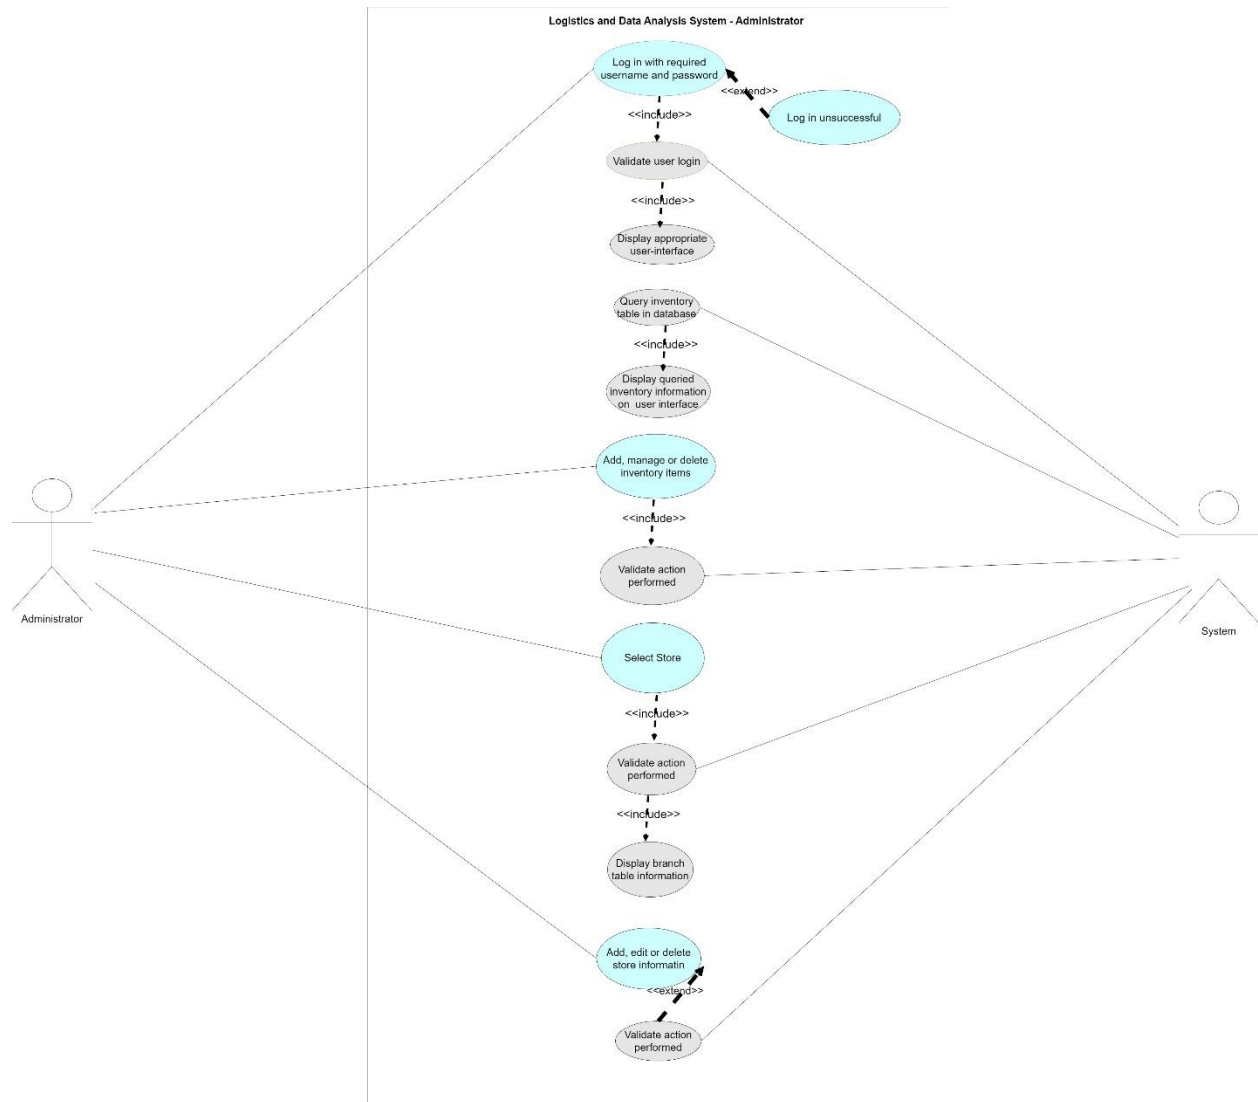 Logistics and Data Analysis System - Administrator
Log in with required
username and password
<<extend>>
Log in unsuccessful
<<include>>
Validate user login
<<include>>
Display appropriate
user-interface
Query inventory
table in database
<<include>>
Display queried
inventory information
on user interface
Add, manage or delete
inventory items
<<include>>
Validate action
performed
Administrator
System
Select Store
<<include>>
Validate action
performed
<<include>>
Display branch
table information
Add, edit or delete
store informatin
<<extend>>
Validate action
performed